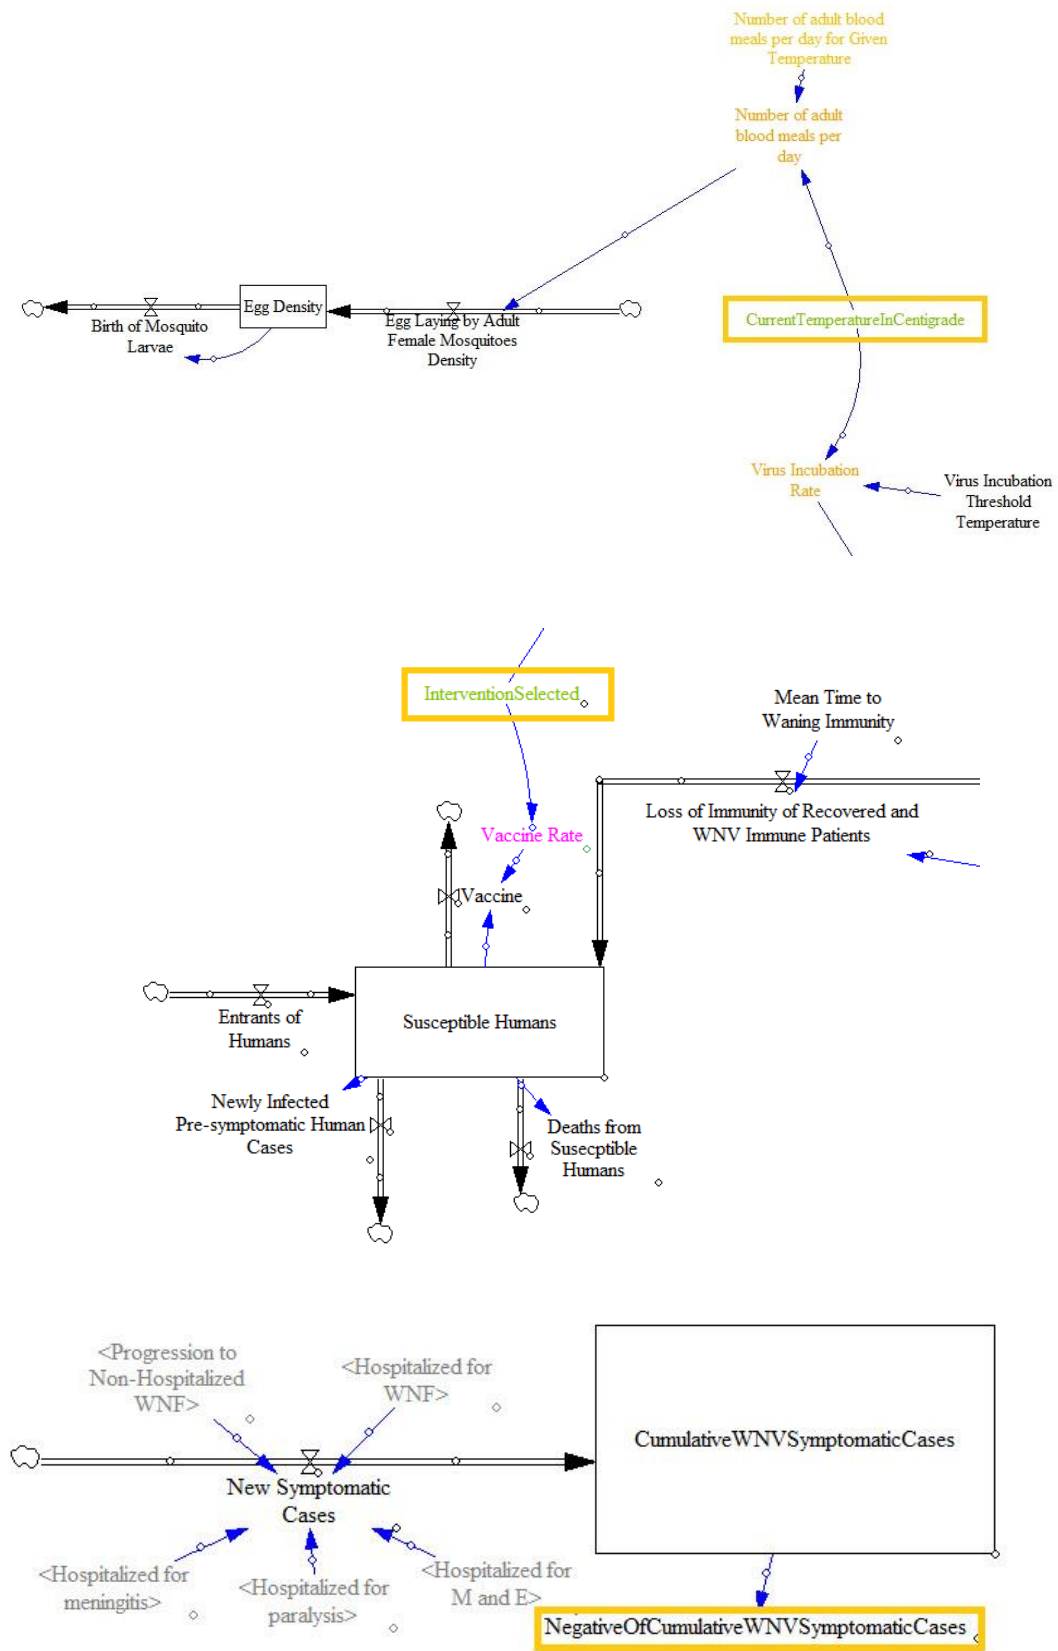 Number of adult blood
meals per day for Given
Temperature
Number of adult
blood meals per
day
Egg Density
Birth of Mosquito
Larvae
Egg Laying by Adult
Female Mosquitoes
Density
CurrentTemperatureInCentigrade
Virus Incubation
Rate
Virus Incubation
Threshold
Temperature
InterventionSelected
Mean Time to
Waning Immunity
Loss of Immunity of Recovered and
WNV Immune Patients
Vaccine Rate
Vaccine
Entrants of
Humans
Susceptible Humans
Newly Infected
Pre-symptomatic Human
Cases
Deaths from
Susecptible
Humans
<Progression to
Non-Hospitalized
WNF>
<Hospitalized for
WNF>
CumulativeWNVSymptomaticCases
New Symptomatic
Cases
<Hospitalized for
meningitis>
<Hospitalized for
paralysis>
<Hospitalized for
M and E>
NegativeOfCumulativeWNVSymptomaticCases